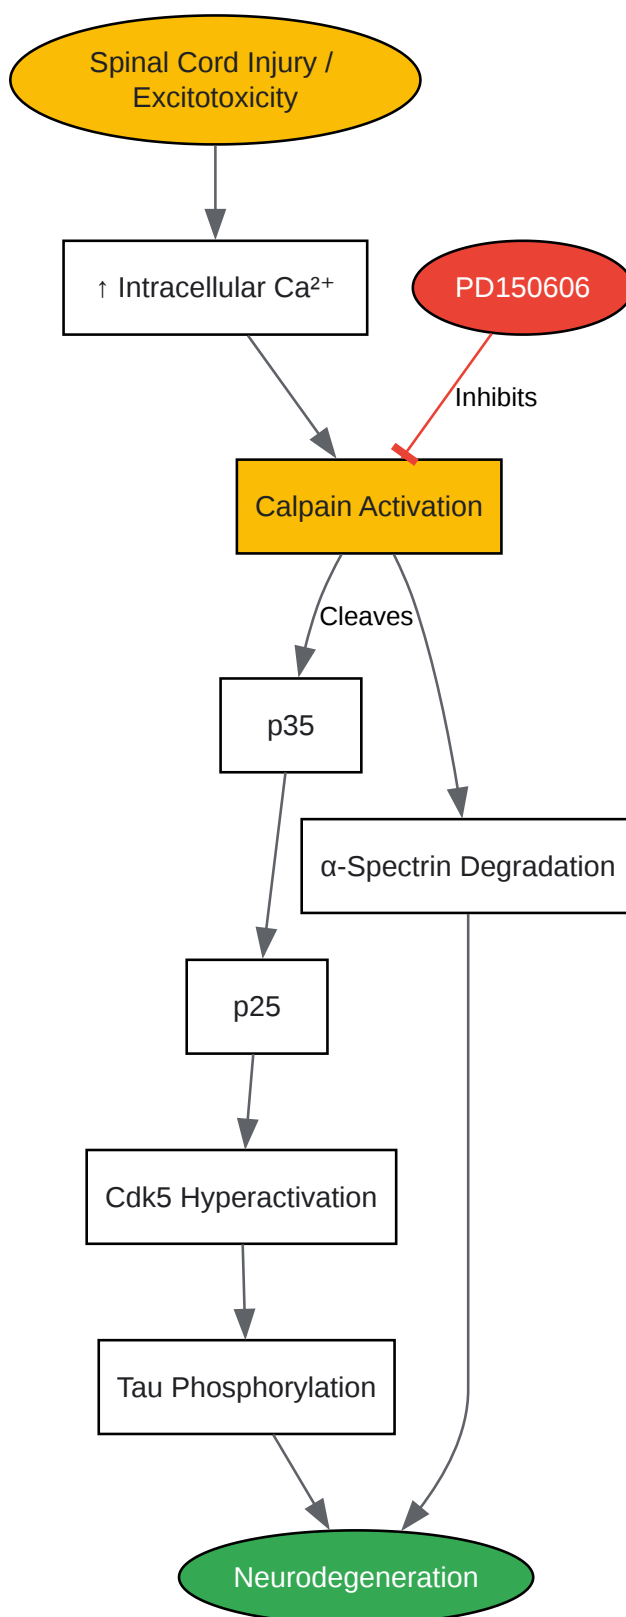 Spinal Cord Injury /
Excitotoxicity
↑ Intracellular Ca²⁺
PD150606
Inhibits
Calpain Activation
Cleaves
p35
α-Spectrin Degradation
p25
Cdk5 Hyperactivation
Tau Phosphorylation
Neurodegeneration